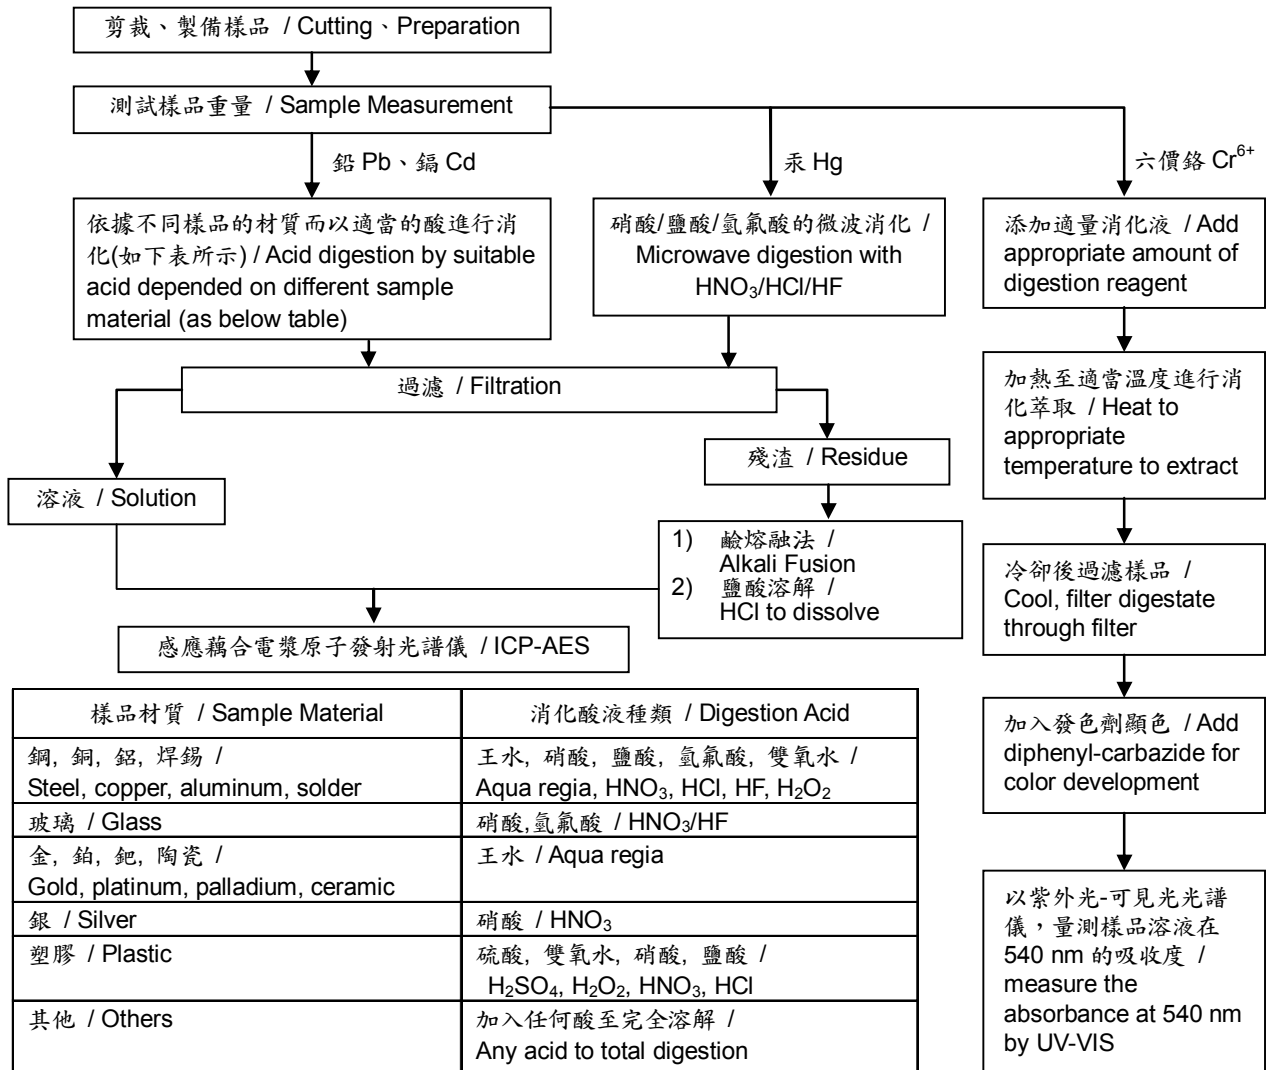 剪裁、製備樣品 / Cutting、Preparation
測試樣品重量 / Sample Measurement
鉛 Pb、鎘 Cd
汞 Hg
六價鉻 Cr⁶⁺
依據不同樣品的材質而以適當的酸進行消
化(如下表所示) / Acid digestion by suitable
acid depended on different sample
material (as below table)
硝酸/鹽酸/氫氟酸的微波消化 /
Microwave digestion with
HNO₃/HCl/HF
添加適量消化液 / Add
appropriate amount of
digestion reagent
過濾 / Filtration
加熱至適當溫度進行消
化萃取 / Heat to
appropriate
temperature to extract
溶液 / Solution
殘渣 / Residue
1) 鹼熔融法 /
Alkali Fusion
2) 鹽酸溶解 /
HCl to dissolve
冷卻後過濾樣品 /
Cool, filter digestate
through filter
感應藕合電漿原子發射光譜儀 / ICP-AES
加入發色劑顯色 / Add
diphenyl-carbazide for
color development
以紫外光-可見光光譜
儀，量測樣品溶液在
540 nm 的吸收度 /
measure the
absorbance at 540 nm
by UV-VIS
樣品材質 / Sample Material
消化酸液種類 / Digestion Acid
鋼, 銅, 鋁, 焊錫 /
Steel, copper, aluminum, solder
王水, 硝酸, 鹽酸, 氫氟酸, 雙氧水 /
Aqua regia, HNO₃, HCl, HF, H₂O₂
玻璃 / Glass
硝酸,氫氟酸 / HNO₃/HF
金, 鉑, 鈀, 陶瓷 /
Gold, platinum, palladium, ceramic
王水 / Aqua regia
銀 / Silver
硝酸 / HNO₃
塑膠 / Plastic
硫酸, 雙氧水, 硝酸, 鹽酸 /
H₂SO₄, H₂O₂, HNO₃, HCl
其他 / Others
加入任何酸至完全溶解 /
Any acid to total digestion